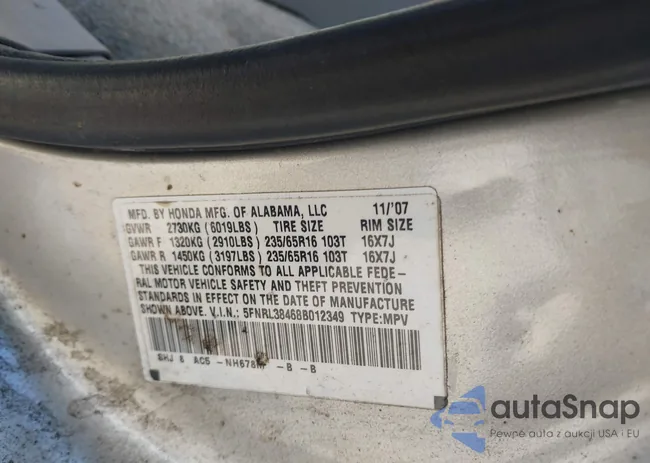 MFD. BY HONDA MFG. OF ALABAMA, LLC 11/'07
GVWR 2730KG (6019LBS) TIRE SIZE RIM SIZE
GAWR F 1320KG (2910LBS) 235/65R16 103T 16X7J
GAWR R 1450KG (3197LBS) 235/65R16 103T 16X7J
THIS VEHICLE CONFORMS TO ALL APPLICABLE FEDE-
RAL MOTOR VEHICLE SAFETY AND THEFT PREVENTION
STANDARDS IN EFFECT ON THE DATE OF MANUFACTURE
SHOWN ABOVE. V.I.N.: 5FNRL38468B012349 TYPE:MPV
SHJ 8 AC5 - B - B
autaSnap
Pewne auta z aukcji USA i EU